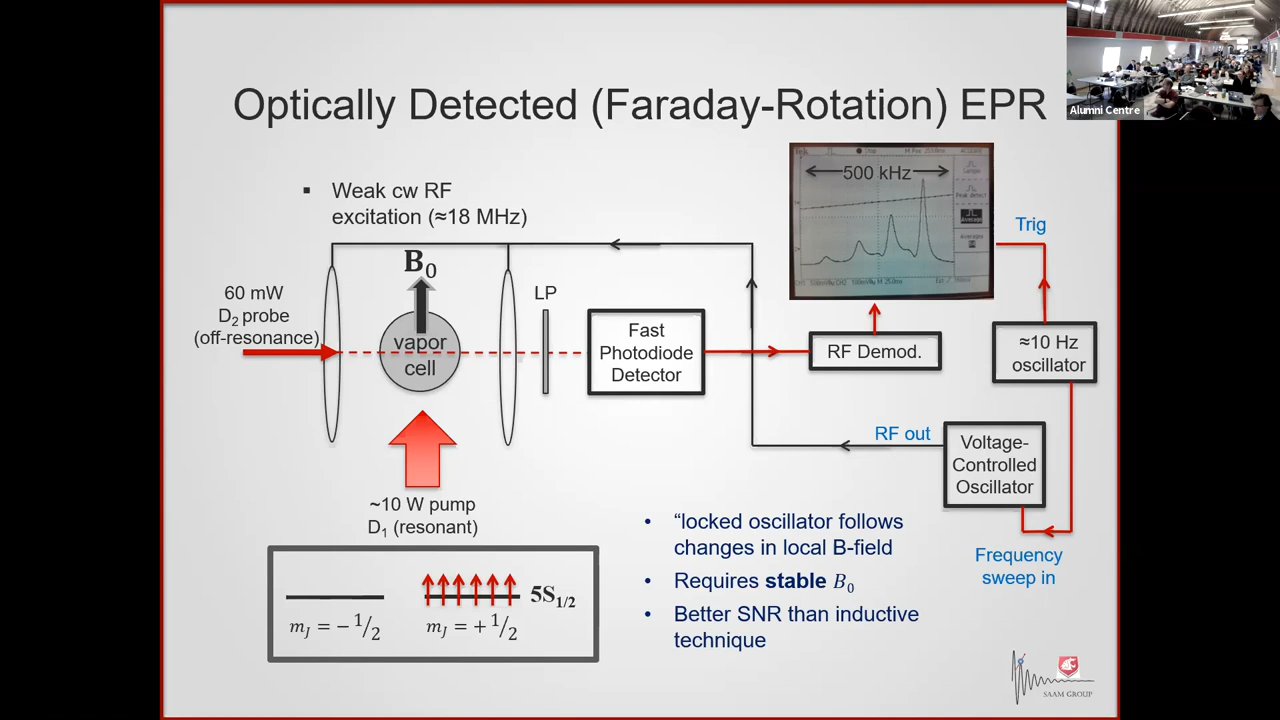 Alumni Centre
Optically Detected (Faraday-Rotation) EPR
▪ Weak cw RF
excitation (≈18 MHz)
B₀
60 mW
D₂ probe
(off-resonance)
vapor
cell
LP
Fast
Photodiode
Detector
500 kHz
RF Demod.
Trig
≈10 Hz
oscillator
RF out
Voltage-
Controlled
Oscillator
Frequency
sweep in
~10 W pump
D₁ (resonant)
5S₁/₂
mJ = − 1/2
mJ = + 1/2
• “locked oscillator follows
changes in local B-field
• Requires stable B₀
• Better SNR than inductive
technique
SAAM GROUP